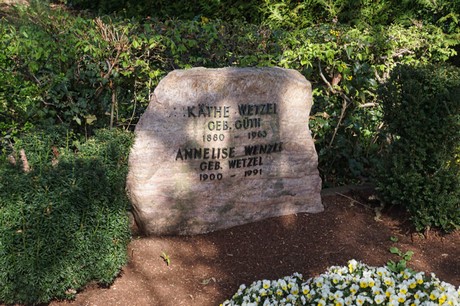 KÄTHE WETZEL
GEB. GÜTH
1880 - 1963
ANNELISE WENZEL
GEB. WETZEL
1900 - 1991